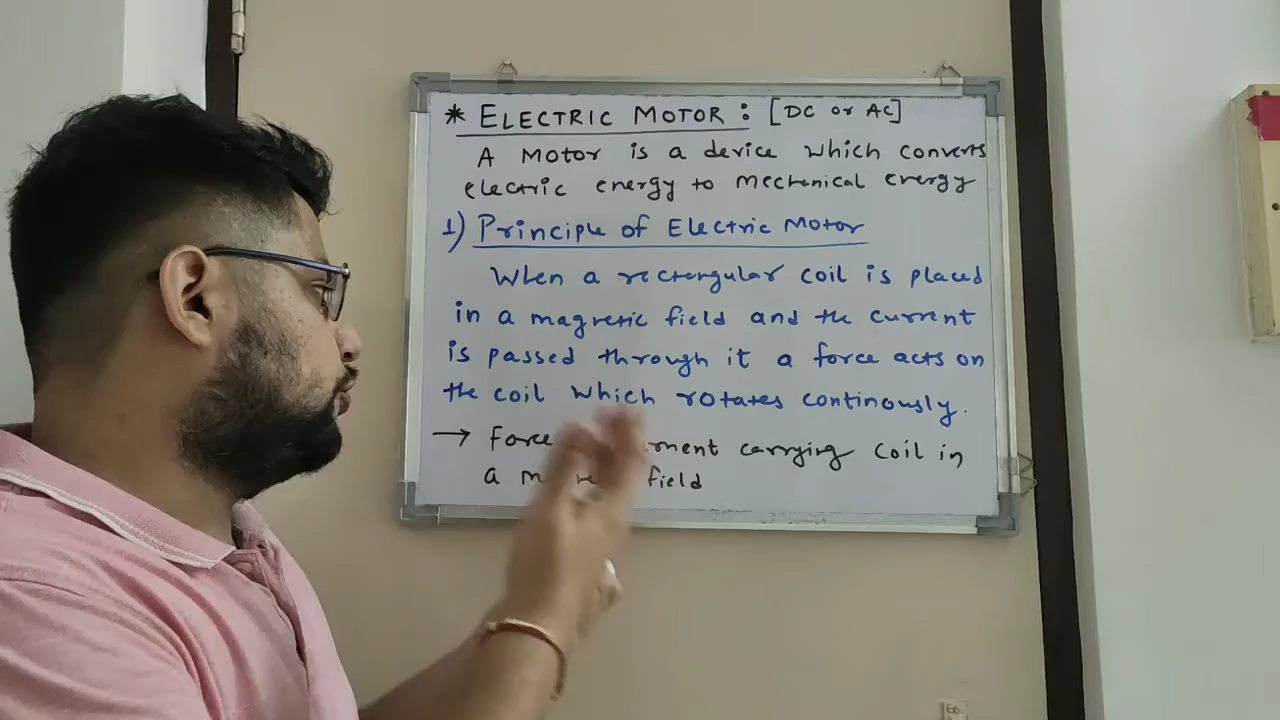 * ELECTRIC MOTOR : [DC or AC]
A Motor is a device which converts
electric energy to mechanical energy
1) Principle of Electric Motor
When a rectangular coil is placed
in a magnetic field and the current
is passed through it a force acts on
the coil which rotates continously.
→ Force carrying coil in
a field